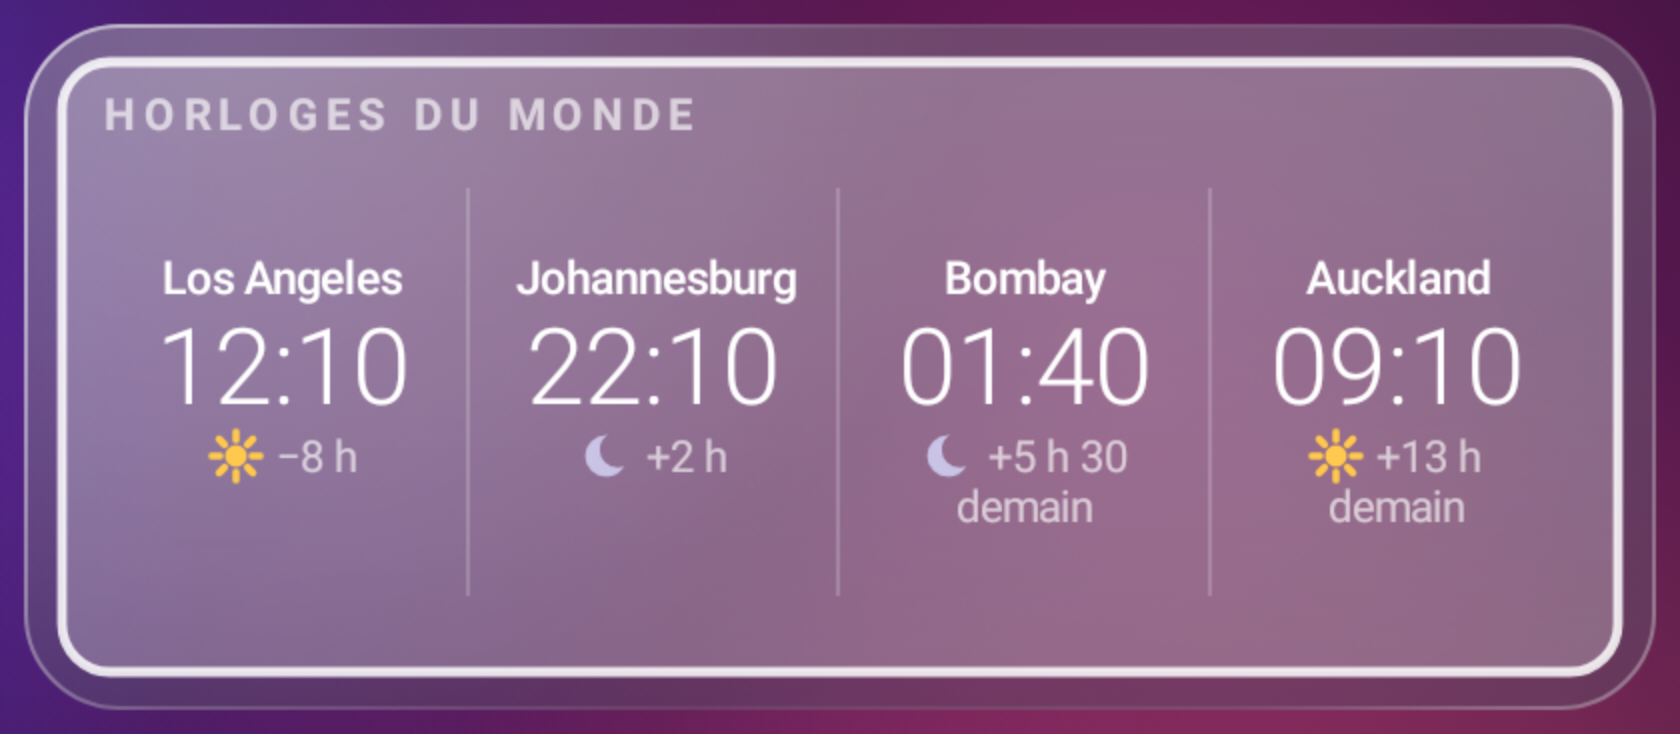 HORLOGES DU MONDE
Los Angeles
12:10
−8 h
Johannesburg
22:10
+2 h
Bombay
01:40
+5 h 30
demain
Auckland
09:10
+13 h
demain